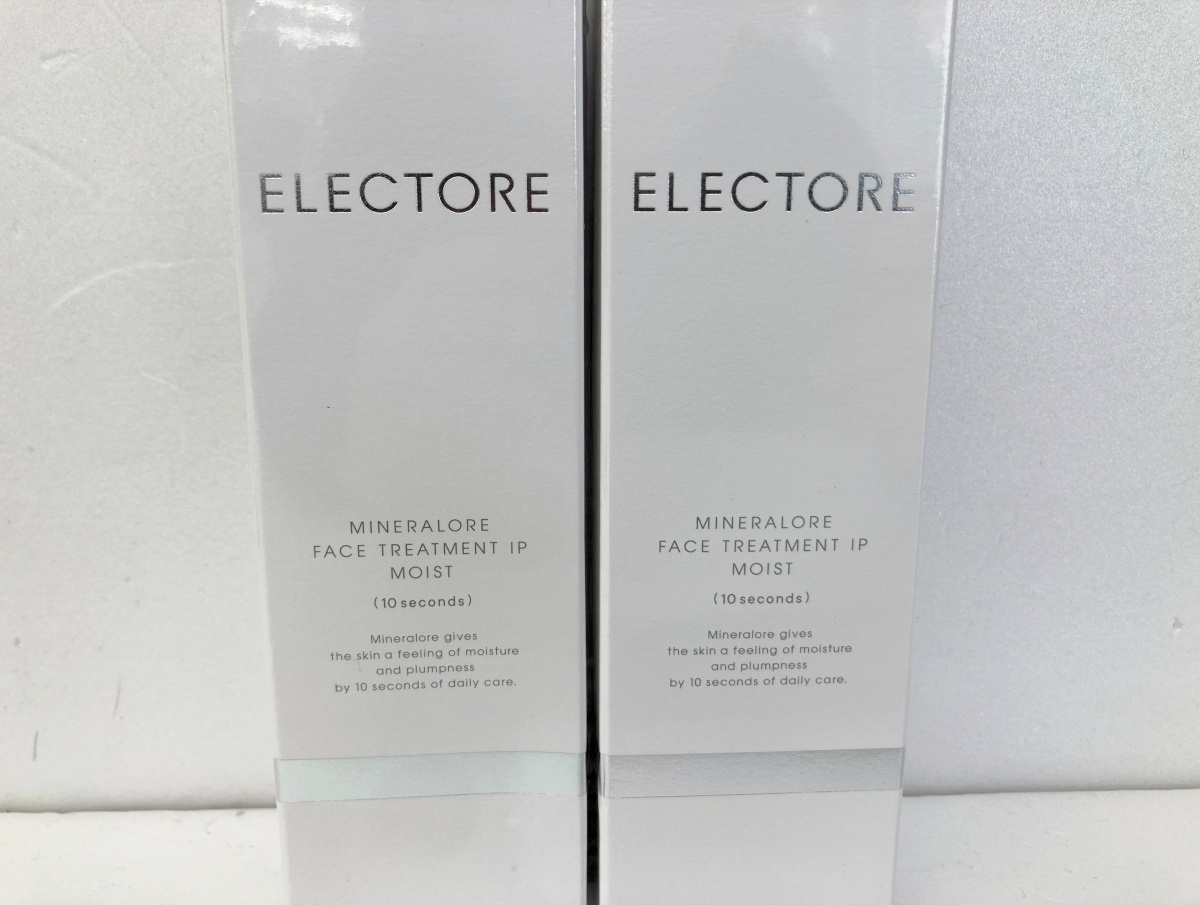 ELECTORE
MINERALORE
FACE TREATMENT IP
MOIST
(10 seconds)
Mineralore gives
the skin a feeling of moisture
and plumpness
by 10 seconds of daily care.
ELECTORE
MINERALORE
FACE TREATMENT IP
MOIST
(10 seconds)
Mineralore gives
the skin a feeling of moisture
and plumpness
by 10 seconds of daily care.